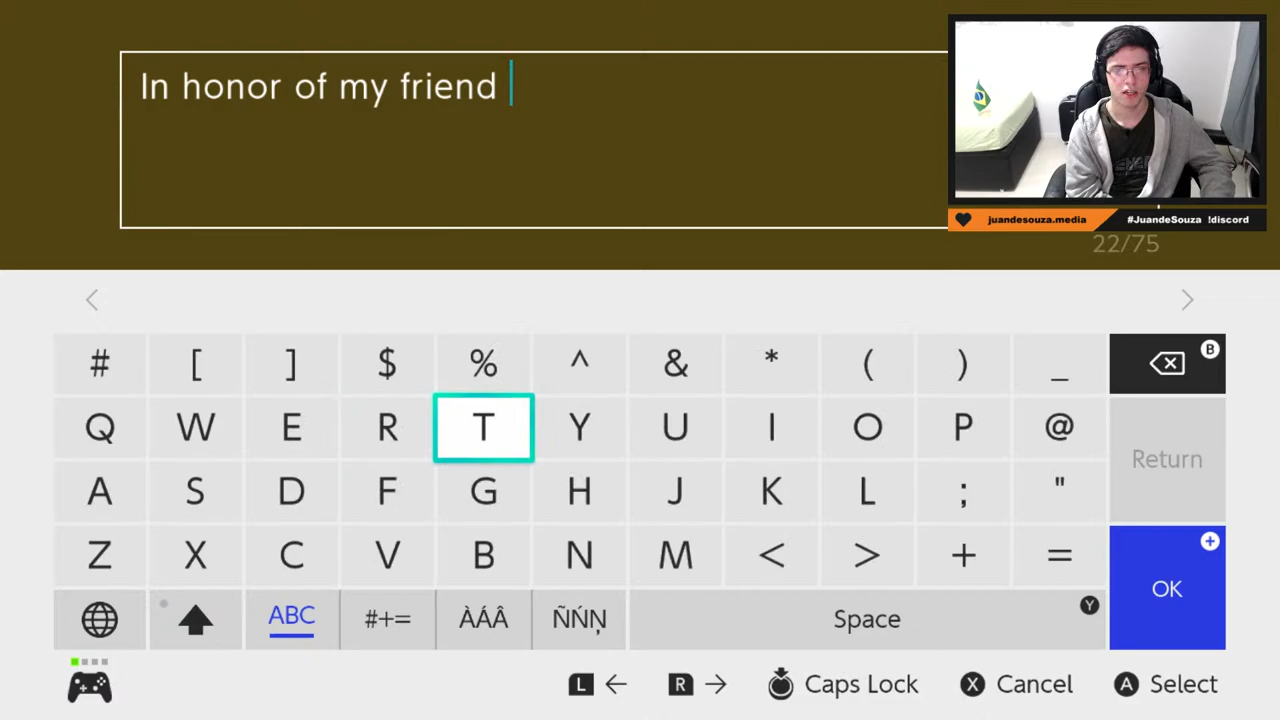 In honor of my friend
juandesouza.media #JuandeSouza !discord
22/75
< >
# [ ] $ % ^ & * ( ) _ B
Q W E R T Y U I O P @ Return
A S D F G H J K L ; "
Z X C V B N M < > + = + OK
ABC #+= ÀÁÂ ÑŃŅ Space Y
L ← R → Caps Lock X Cancel A Select